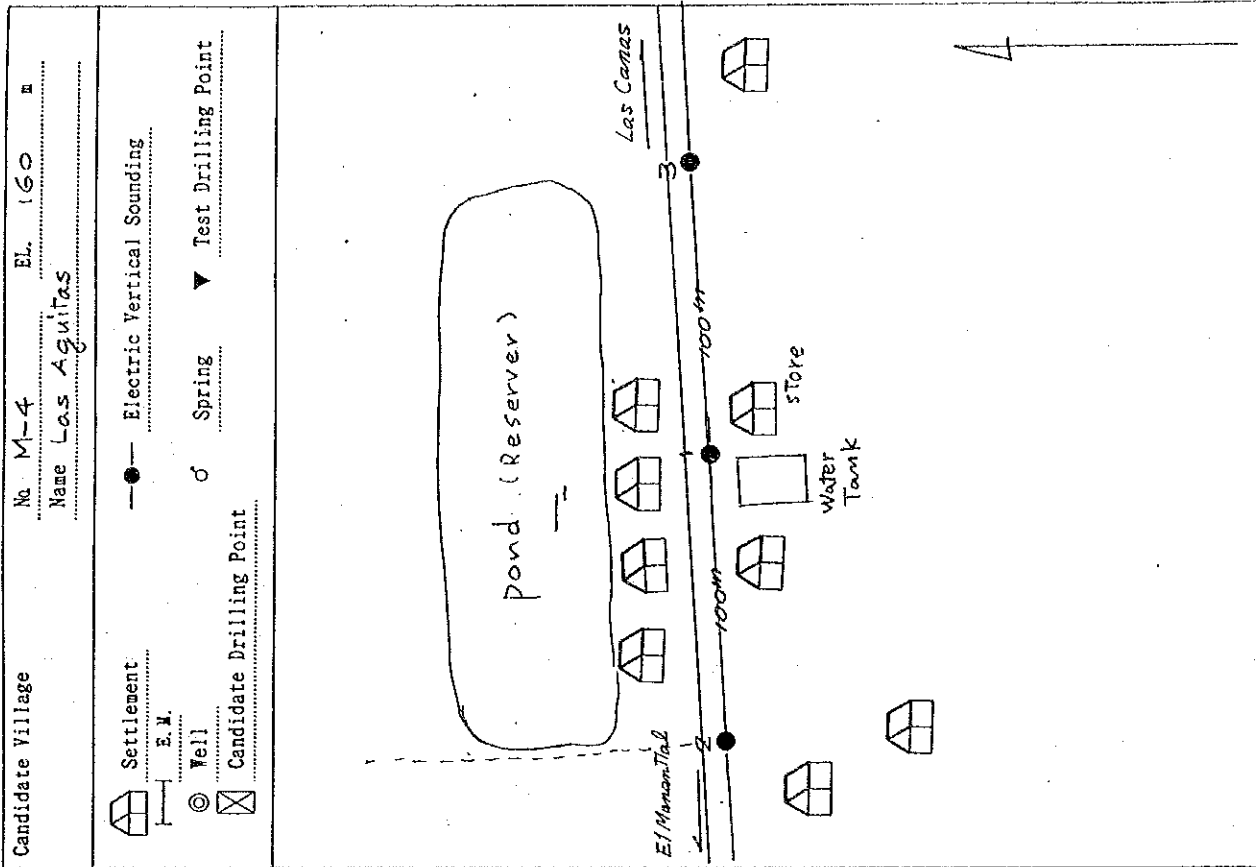 Candidate Village
No. M-4
EL. 160 m
Name Las Aguitas
Settlement
Electric Vertical Sounding
E.M.
Well
Spring
Test Drilling Point
Candidate Drilling Point
pond (Reserver)
El Manantial
Las Canas
2
1
3
100m
100m
Water
Tank
Store